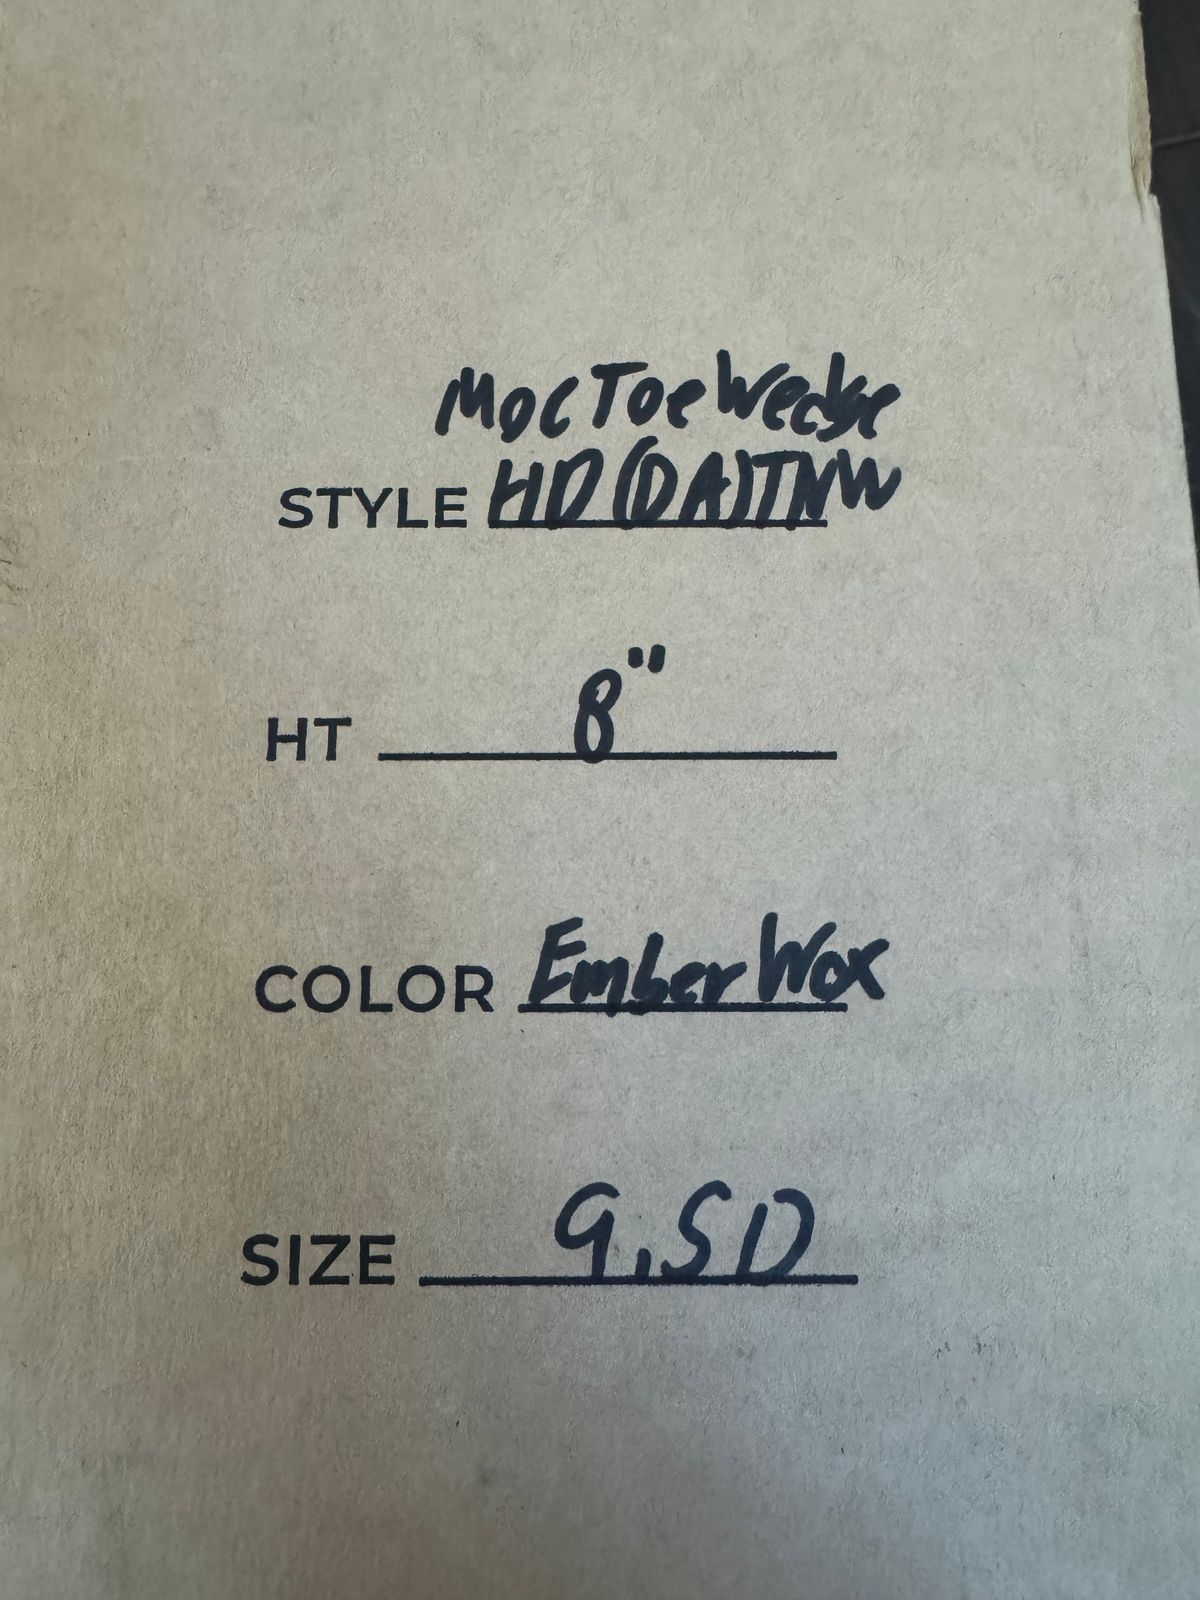 Moc Toe Wedge
STYLE HD (DA)TNW
HT 8"
COLOR Ember Wax
SIZE 9.5D